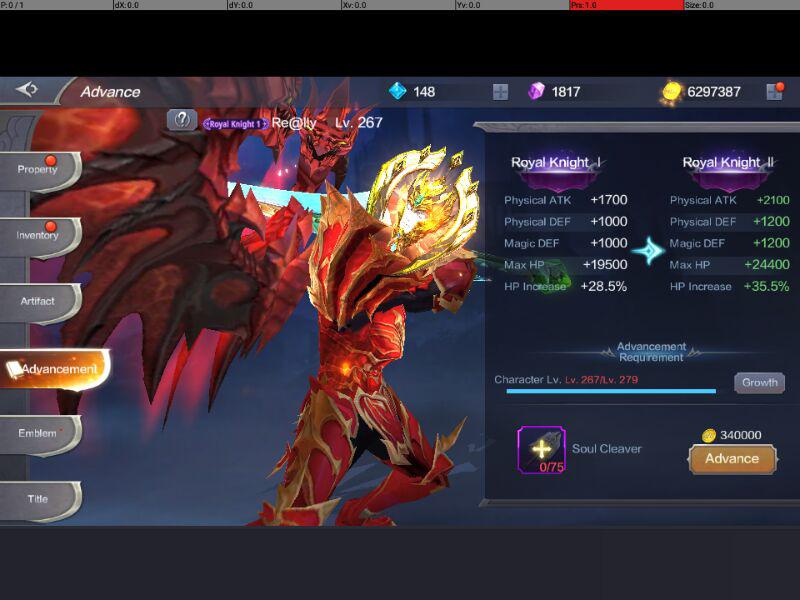 P: 0 / 1 dX: 0.0 dY: 0.0 Xv: 0.0 Yv: 0.0 Prs: 1.0 Size: 0.0
Advance 148 1817 6297387
? Royal Knight 1 Re@lly Lv. 267
Property
Inventory
Artifact
Advancement
Emblem
Title
Royal Knight I Royal Knight II
Physical ATK +1700 Physical ATK +2100
Physical DEF +1000 Physical DEF +1200
Magic DEF +1000 Magic DEF +1200
Max HP +19500 Max HP +24400
HP Increase +28.5% HP Increase +35.5%
Advancement
Requirement
Character Lv. Lv. 267/Lv. 279 Growth
Soul Cleaver
0/75
340000
Advance